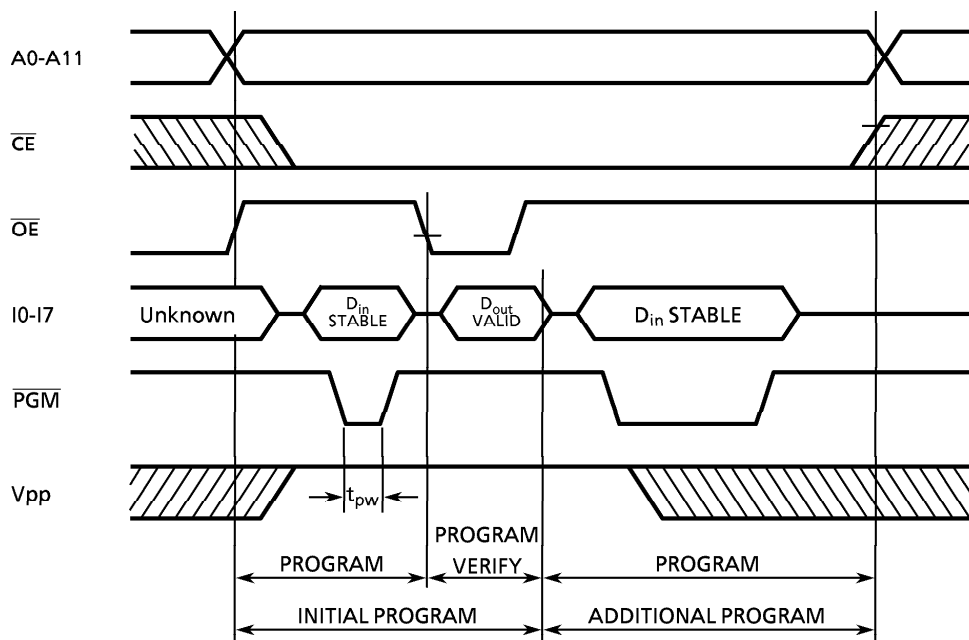 A0-A11
CE
OE
I0-I7
Unknown
Din
STABLE
Dout
VALID
Din STABLE
PGM
Vpp
tpw
PROGRAM
PROGRAM
VERIFY
PROGRAM
INITIAL PROGRAM
ADDITIONAL PROGRAM